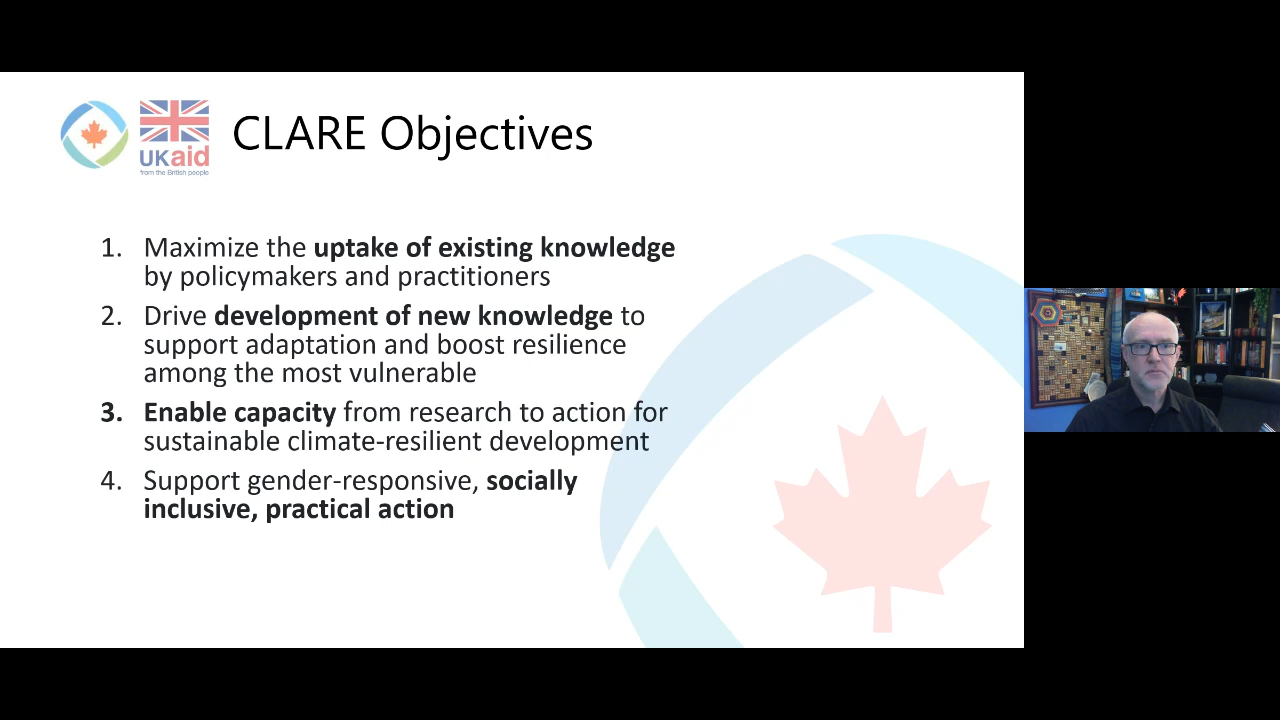 CLARE Objectives
UKaid
from the British people
1. Maximize the uptake of existing knowledge
by policymakers and practitioners
2. Drive development of new knowledge to
support adaptation and boost resilience
among the most vulnerable
3. Enable capacity from research to action for
sustainable climate-resilient development
4. Support gender-responsive, socially
inclusive, practical action